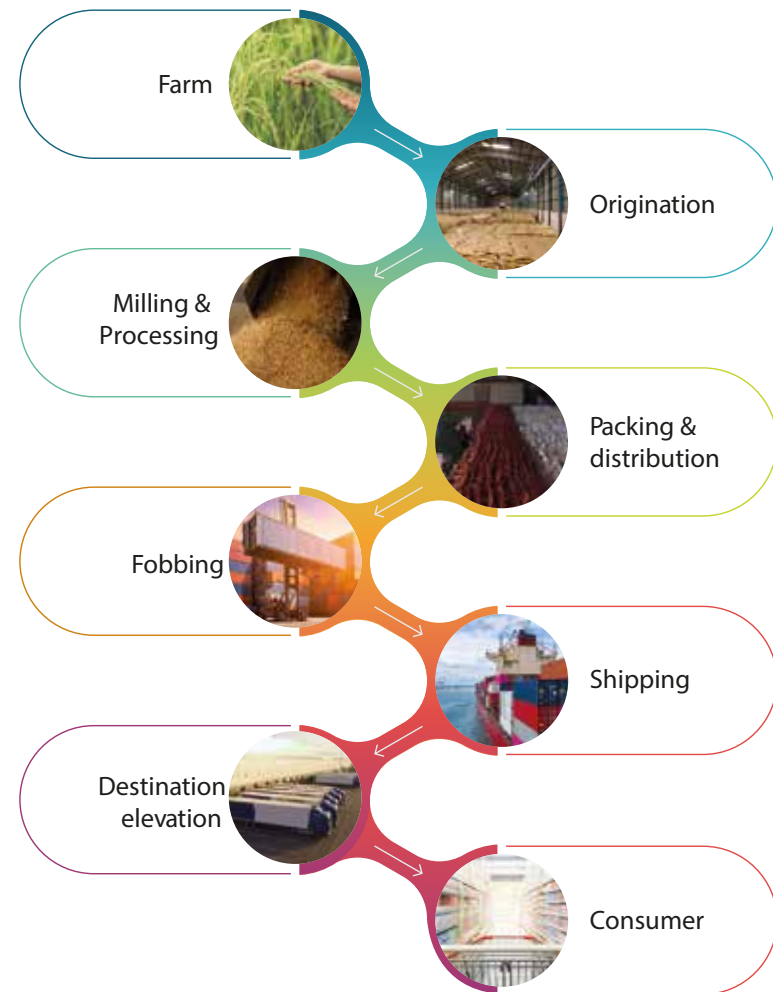 Farm
Origination
Milling &
Processing
Packing &
distribution
Fobbing
Shipping
Destination
elevation
Consumer